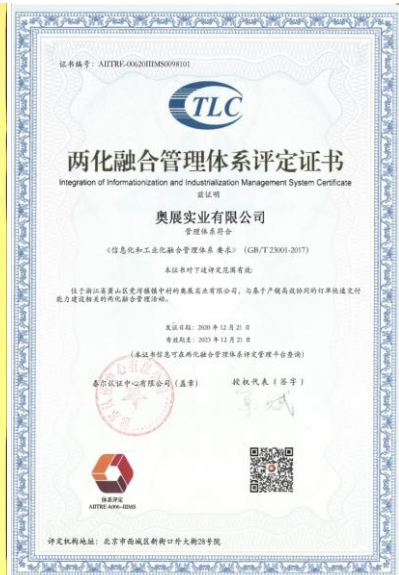 证书编号：AIITRE-00620IIIMS0098101
TLC
两化融合管理体系评定证书
Integration of Informationization and Industrialization Management System Certificate
兹证明
奥展实业有限公司
管理体系符合
《信息化和工业化融合管理体系 要求》（GB/T 23001-2017）
本证书对下述评定范围有效:
位于浙江省萧山区党湾镇镇中村的奥展实业有限公司，与基于产销高效协同的订单快速交付
能力建设相关的两化融合管理活动。
发证日期：2020 年 12 月 21 日
有效期至：2023 年 12 月 21 日
(本证书信息可在两化融合管理体系评定管理平台查询)
泰尔认证中心有限公司（盖章） 授权代表（签字）
体系评定
AIITRE-6006-IIIMS
评定机构地址：北京市西城区新街口外大街28号院